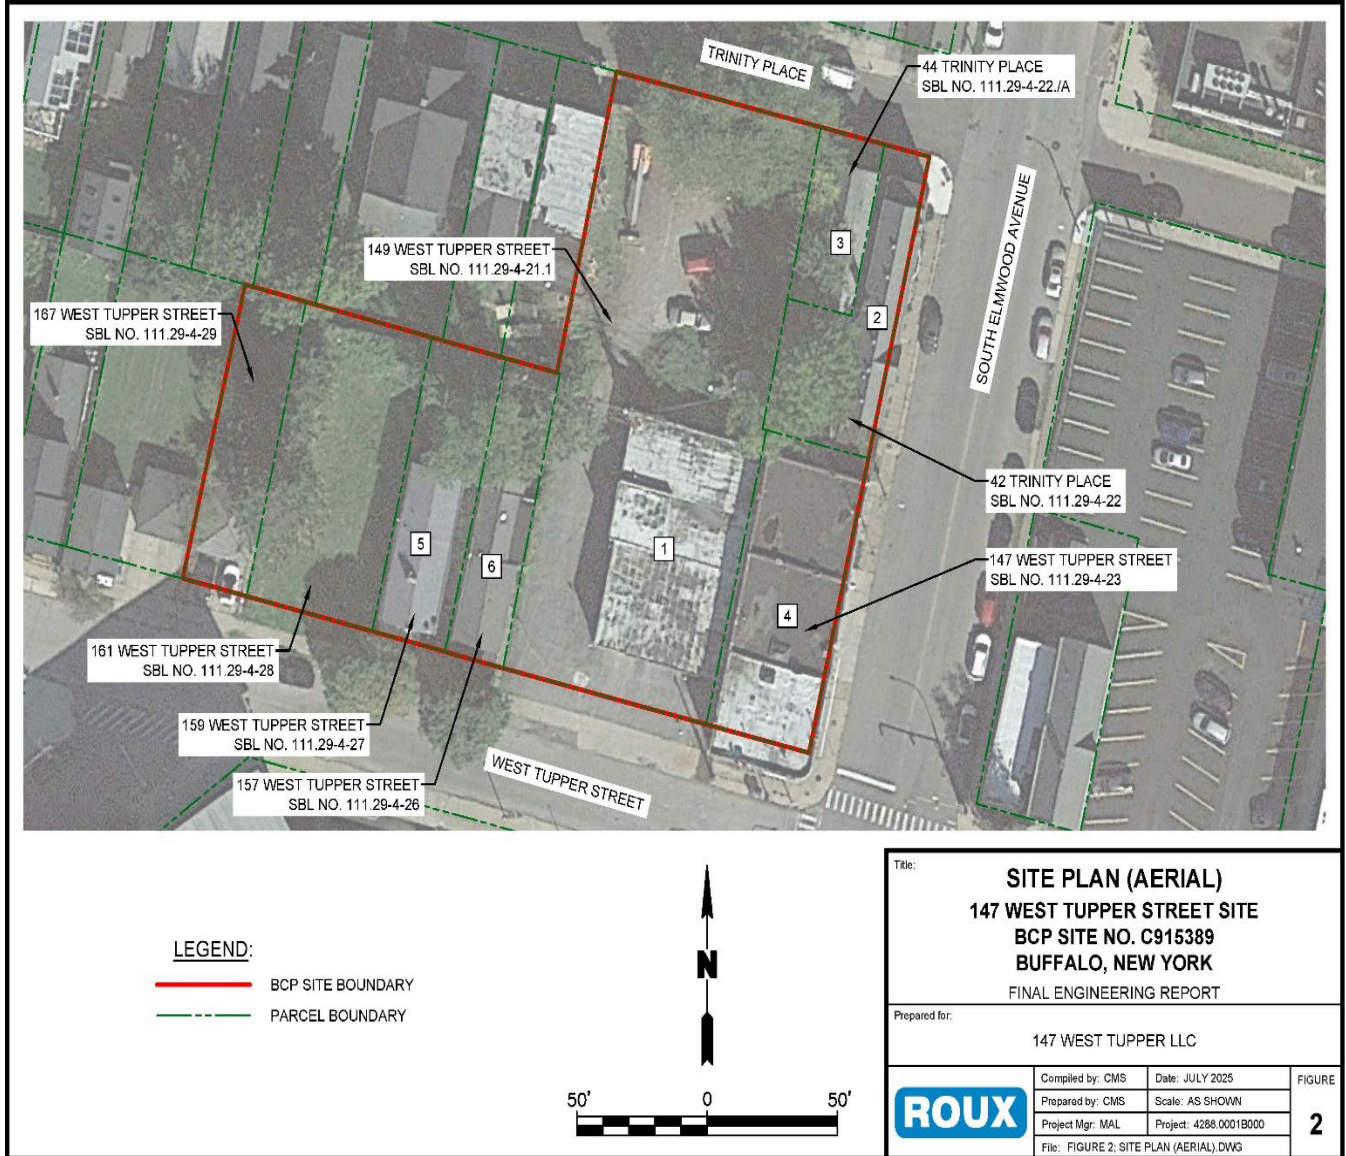 TRINITY PLACE
44 TRINITY PLACE
SBL NO. 111.29-4-22./A
SOUTH ELMWOOD AVENUE
149 WEST TUPPER STREET
SBL NO. 111.29-4-21.1
3
167 WEST TUPPER STREET
SBL NO. 111.29-4-29
2
42 TRINITY PLACE
SBL NO. 111.29-4-22
5
1
6
147 WEST TUPPER STREET
SBL NO. 111.29-4-23
4
161 WEST TUPPER STREET
SBL NO. 111.29-4-28
159 WEST TUPPER STREET
SBL NO. 111.29-4-27
157 WEST TUPPER STREET
SBL NO. 111.29-4-26
WEST TUPPER STREET
LEGEND:
BCP SITE BOUNDARY
PARCEL BOUNDARY
N
50' 0 50'
Title:
SITE PLAN (AERIAL)
147 WEST TUPPER STREET SITE
BCP SITE NO. C915389
BUFFALO, NEW YORK
FINAL ENGINEERING REPORT
Prepared for:
147 WEST TUPPER LLC
ROUX
Compiled by: CMS
Date: JULY 2025
Prepared by: CMS
Scale: AS SHOWN
Project Mgr: MAL
Project: 4288.0001B000
File: FIGURE 2; SITE PLAN (AERIAL).DWG
FIGURE
2